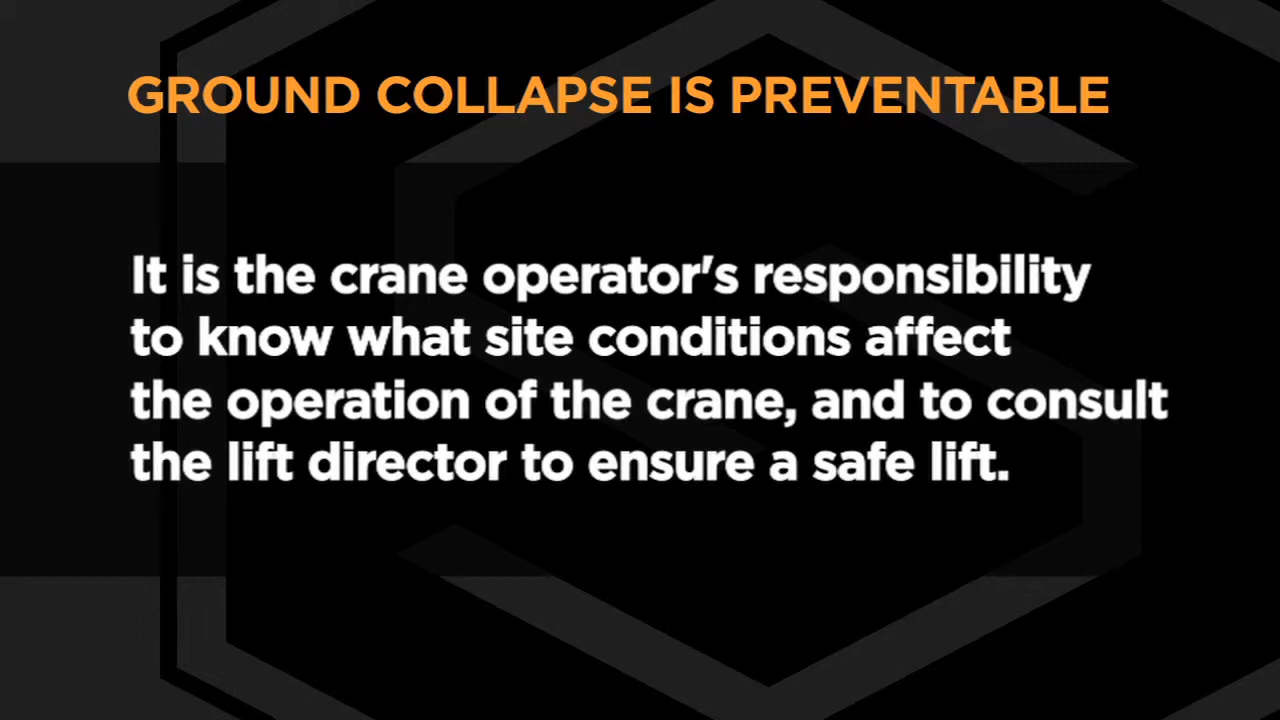 GROUND COLLAPSE IS PREVENTABLE
It is the crane operator's responsibility
to know what site conditions affect
the operation of the crane, and to consult
the lift director to ensure a safe lift.